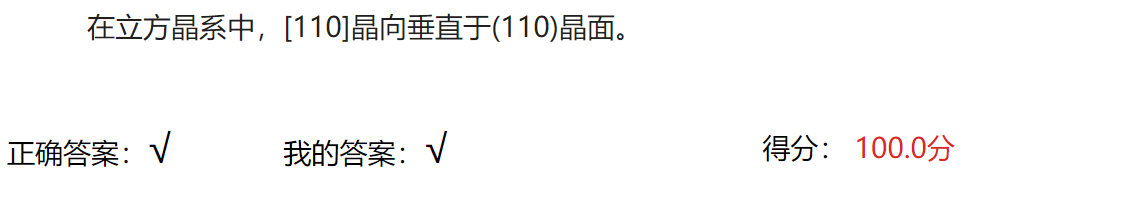 在立方晶系中，[110]晶向垂直于(110)晶面。
正确答案：√ 我的答案：√ 得分： 100.0分